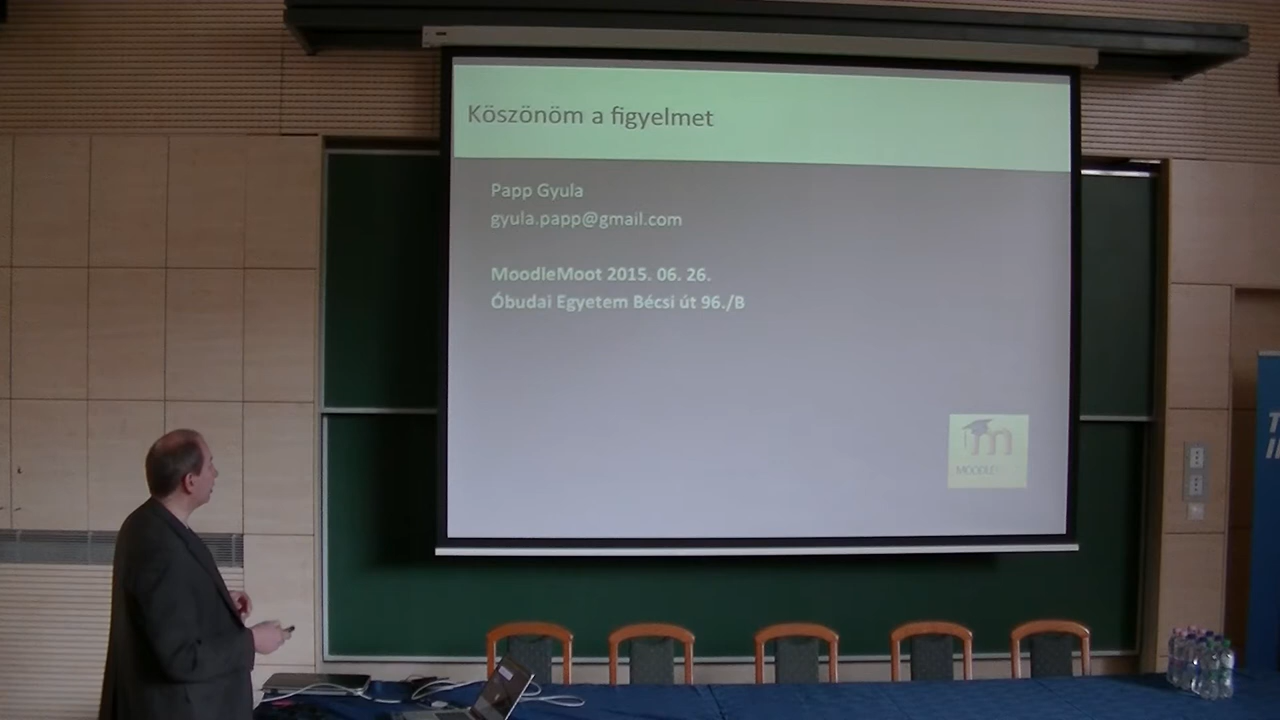 Köszönöm a figyelmet
Papp Gyula
gyula.papp@gmail.com
MoodleMoot 2015. 06. 26.
Óbudai Egyetem Bécsi út 96./B
m